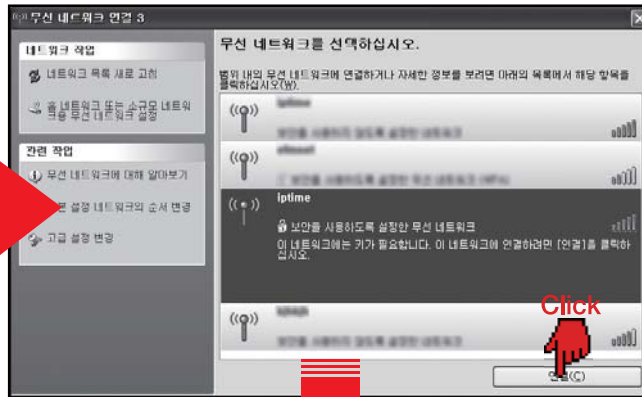 무선 네트워크 연결 3
네트워크 작업
네트워크 목록 새로 고침
홈 네트워크 또는 소규모 네트워
크용 무선 네트워크 설정
관련 작업
무선 네트워크에 대해 알아보기
본 설정 네트워크의 순서 변경
고급 설정 변경
무선 네트워크를 선택하십시오.
범위 내의 무선 네트워크에 연결하거나 자세한 정보를 보려면 아래의 목록에서 해당 항목을
클릭하십시오(W).
iptime
보안을 사용하도록 설정한 무선 네트워크
이 네트워크에는 키가 필요합니다. 이 네트워크에 연결하려면 [연결]을 클릭하
십시오.
Click
연결(C)